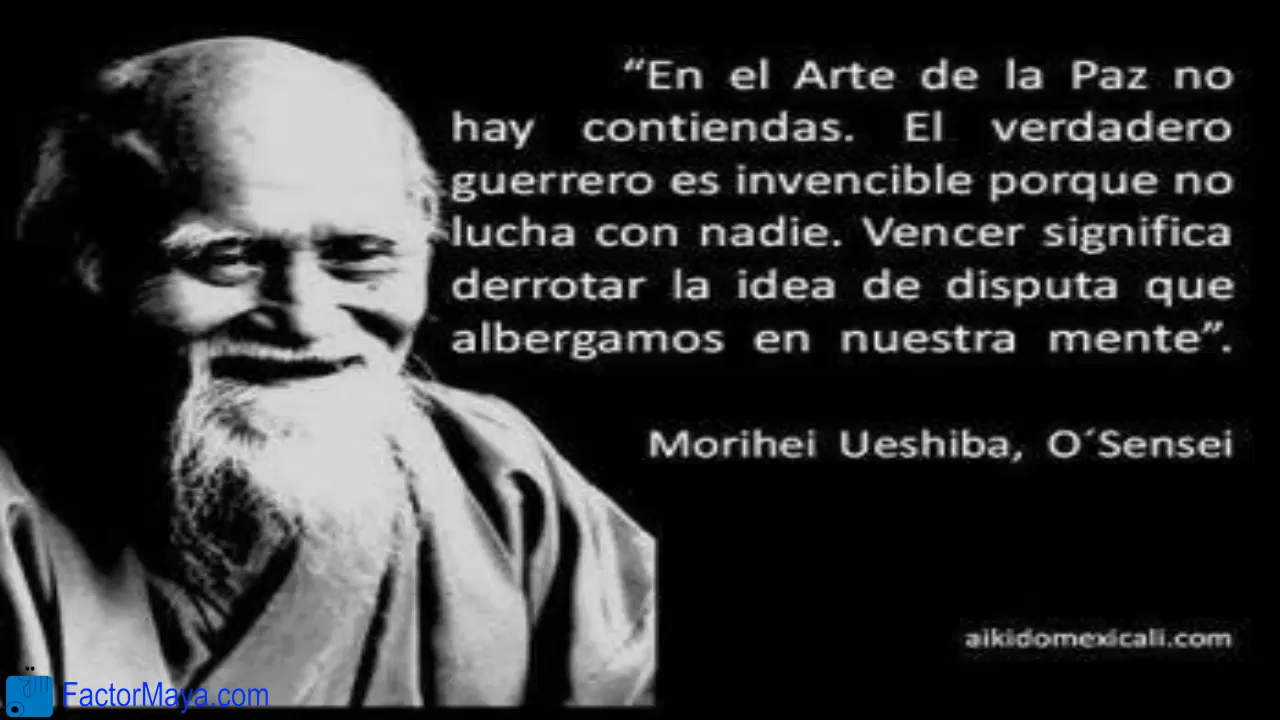 “En el Arte de la Paz no
hay contiendas. El verdadero
guerrero es invencible porque no
lucha con nadie. Vencer significa
derrotar la idea de disputa que
albergamos en nuestra mente”.
Morihei Ueshiba, O´Sensei
aikidomexicali.com
FactorMaya.com